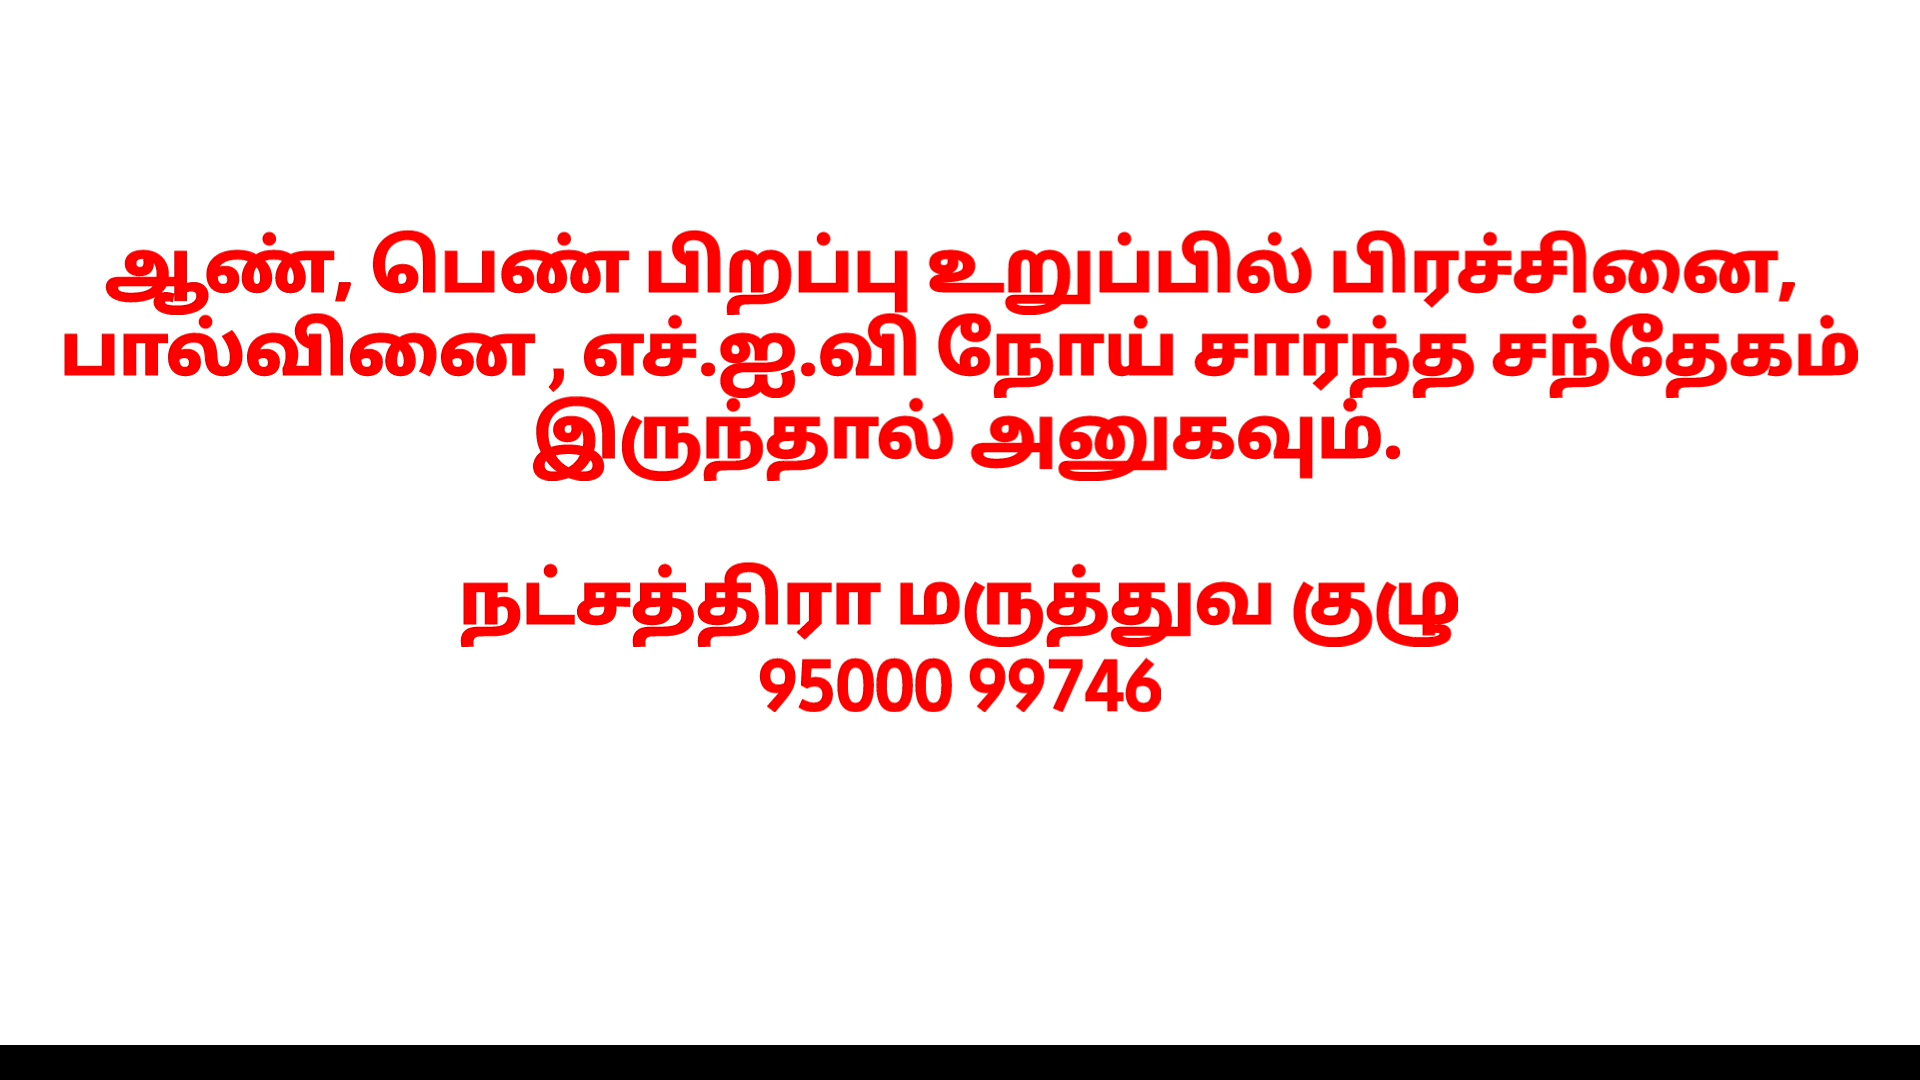 ஆண், பெண் பிறப்பு உறுப்பில் பிரச்சினை,
பால்வினை , எச்.ஐ.வி நோய் சார்ந்த சந்தேகம்
இருந்தால் அனுகவும்.
நட்சத்திரா மருத்துவ குழு
95000 99746